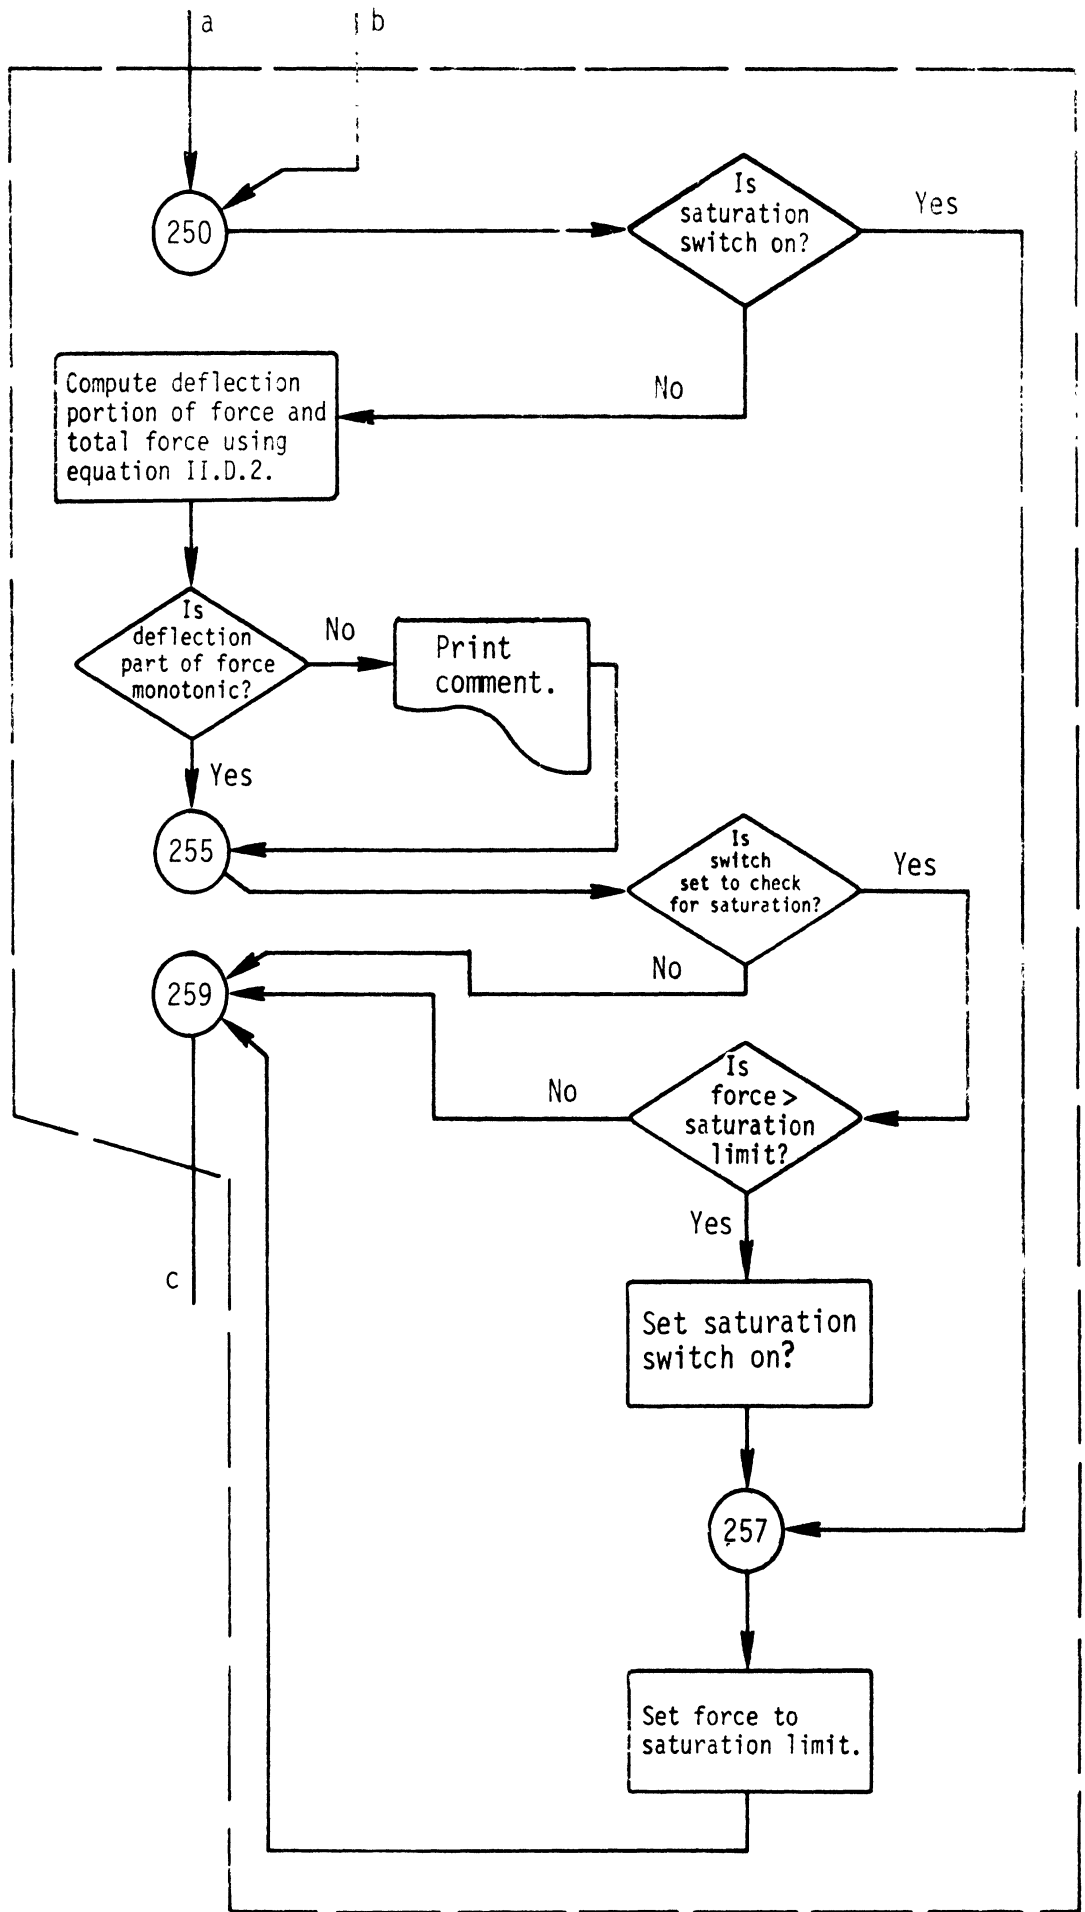 a
b
250
Is
saturation
switch on?
Yes
No
Compute deflection
portion of force and
total force using
equation II.D.2.
Is
deflection
part of force
monotonic?
No
Print
comment.
Yes
255
Is
switch
set to check
for saturation?
Yes
No
259
Is
force >
saturation
limit?
No
Yes
c
Set saturation
switch on?
257
Set force to
saturation limit.